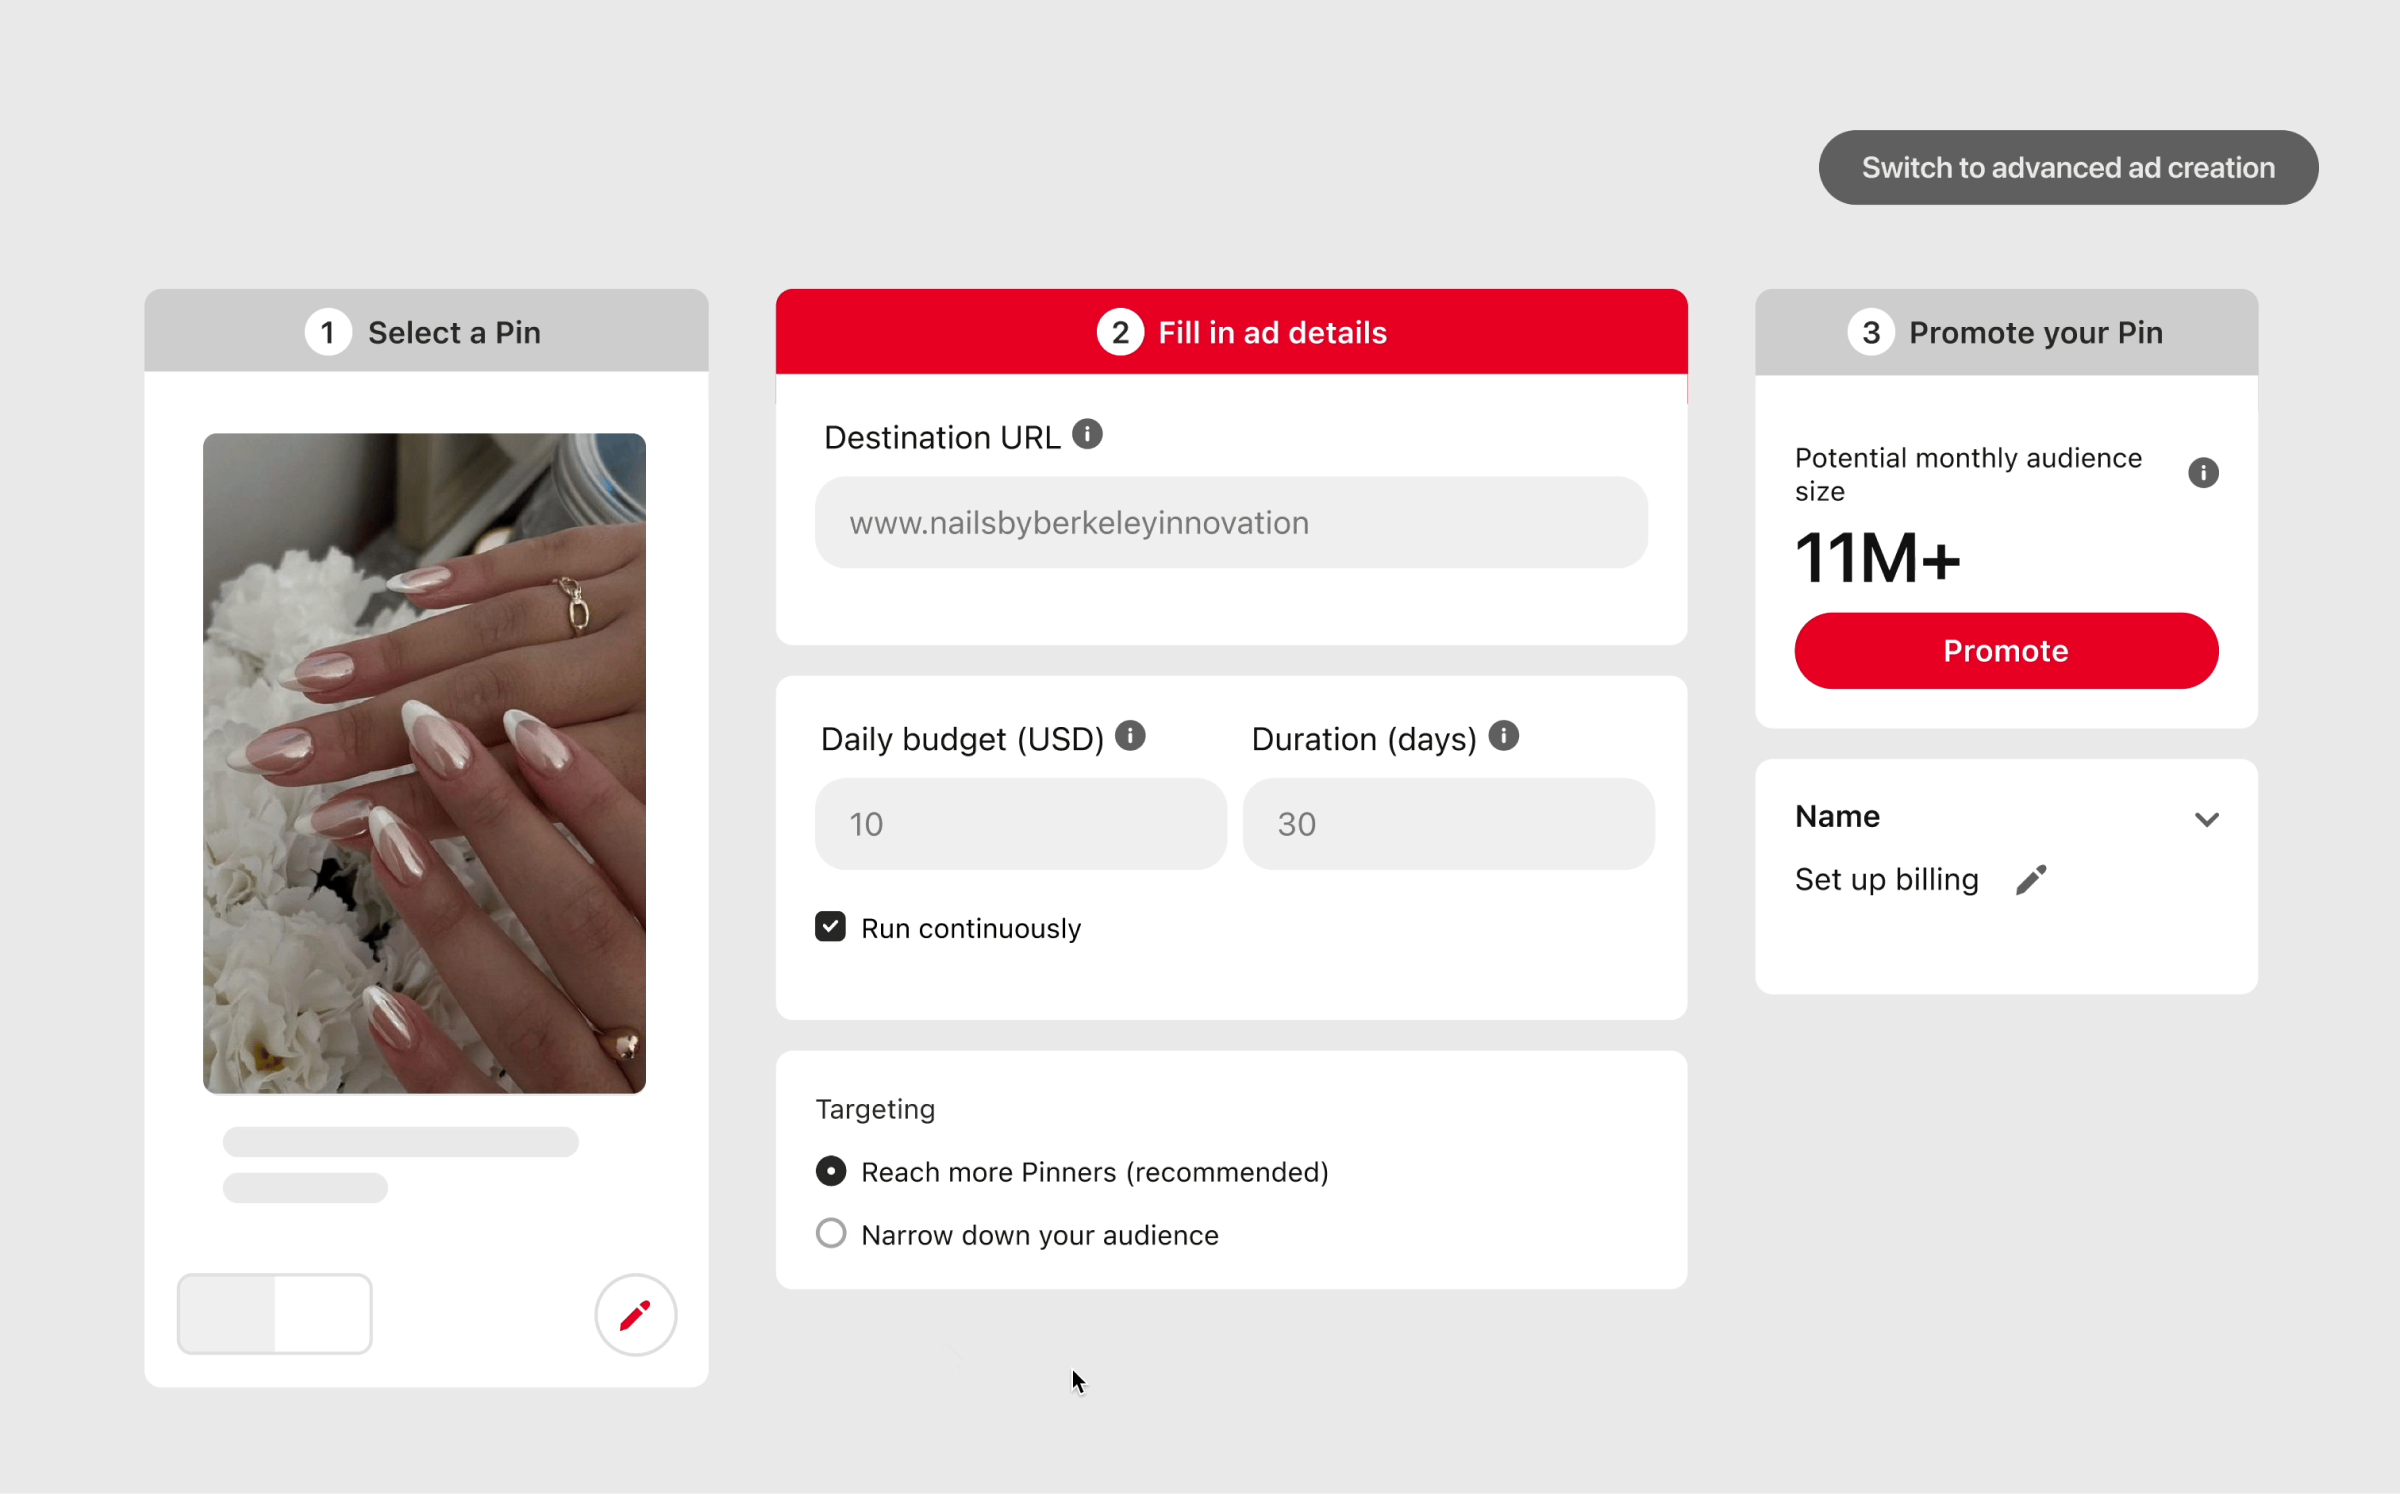 Switch to advanced ad creation
1 Select a Pin
2 Fill in ad details
Destination URL
www.nailsbyberkeleyinnovation
Daily budget (USD)
Duration (days)
10
30
Run continuously
Targeting
Reach more Pinners (recommended)
Narrow down your audience
3 Promote your Pin
Potential monthly audience
size
11M+
Promote
Name
Set up billing